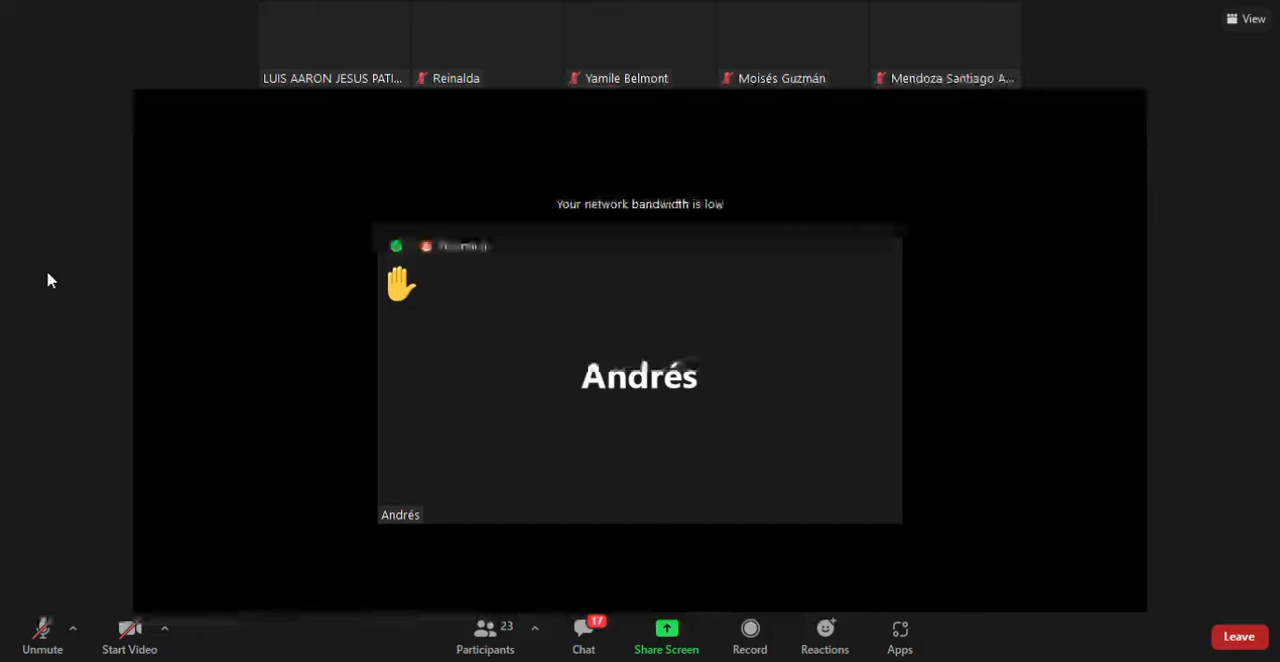 View
LUIS AARON JESUS PATI...
Reinalda
Yamile Belmont
Moisés Guzmán
Mendoza Santiago A...
Your network bandwidth is low
Andrés
Andrés
Unmute
Start Video
23
Participants
17
Chat
Share Screen
Record
Reactions
Apps
Leave